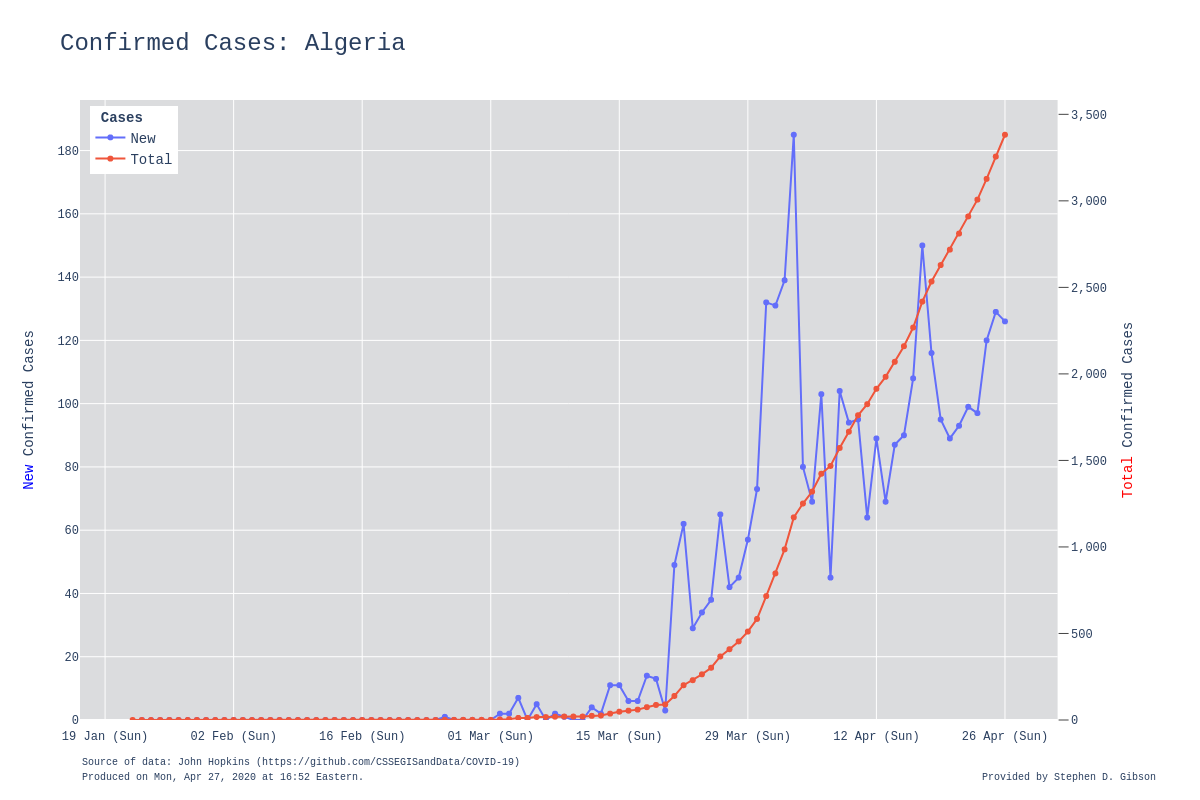 Confirmed Cases: Algeria
Cases
New
Total
180
160
140
120
100
80
60
40
20
0
New Confirmed Cases
3,500
3,000
2,500
2,000
1,500
1,000
500
0
Total Confirmed Cases
19 Jan (Sun) 02 Feb (Sun) 16 Feb (Sun) 01 Mar (Sun) 15 Mar (Sun) 29 Mar (Sun) 12 Apr (Sun) 26 Apr (Sun)
Source of data: John Hopkins (https://github.com/CSSEGISandData/COVID-19)
Produced on Mon, Apr 27, 2020 at 16:52 Eastern.
Provided by Stephen D. Gibson